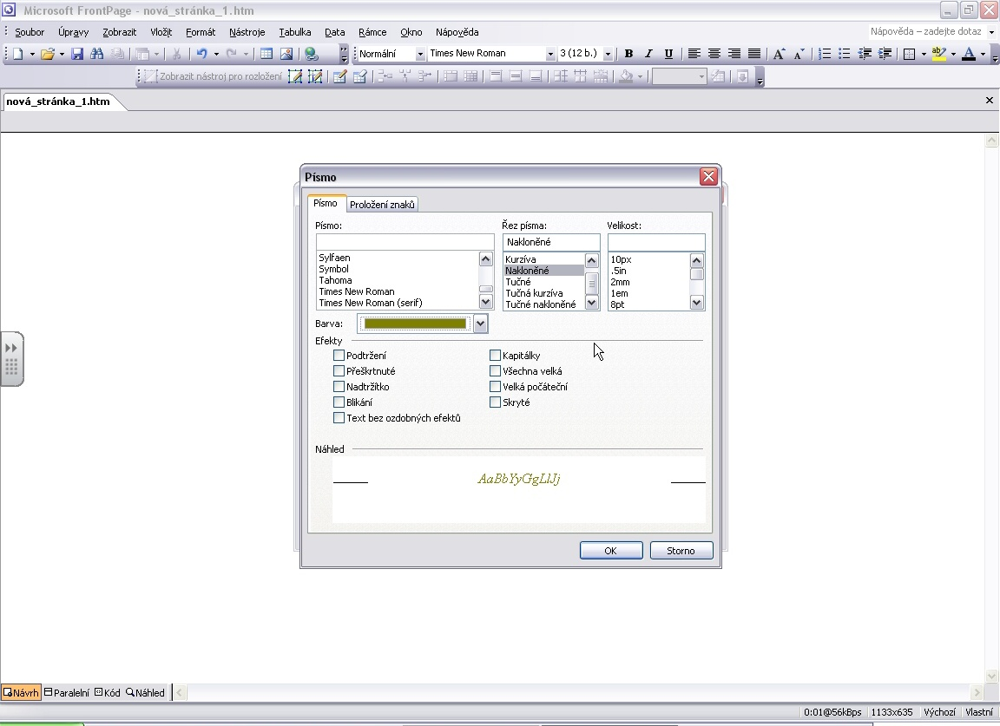 Microsoft FrontPage - nová_stránka_1.htm
Soubor Úpravy Zobrazit Vložit Formát Nástroje Tabulka Data Rámce Okno Nápověda Nápověda – zadejte dotaz
Normální Times New Roman 3 (12 b.) B I U A A ab A
Zobrazit nástroj pro rozložení
nová_stránka_1.htm
Písmo
Písmo Proložení znaků
Písmo: Řez písma: Velikost:
Nakloněné
Sylfaen Kurzíva 10px
Symbol Nakloněné .5in
Tahoma Tučné 2mm
Times New Roman Tučná kurzíva 1em
Times New Roman (serif) Tučné nakloněné 8pt
Barva:
Efekty
Podtržení Kapitálky
Přeškrtnuté Všechna velká
Nadtržítko Velká počáteční
Blikání Skryté
Text bez ozdobných efektů
Náhled
AaBbYyGgLlJj
OK Storno
Návrh Paralelní Kód Náhled
0:01@56kBps 1133x635 Výchozí Vlastní